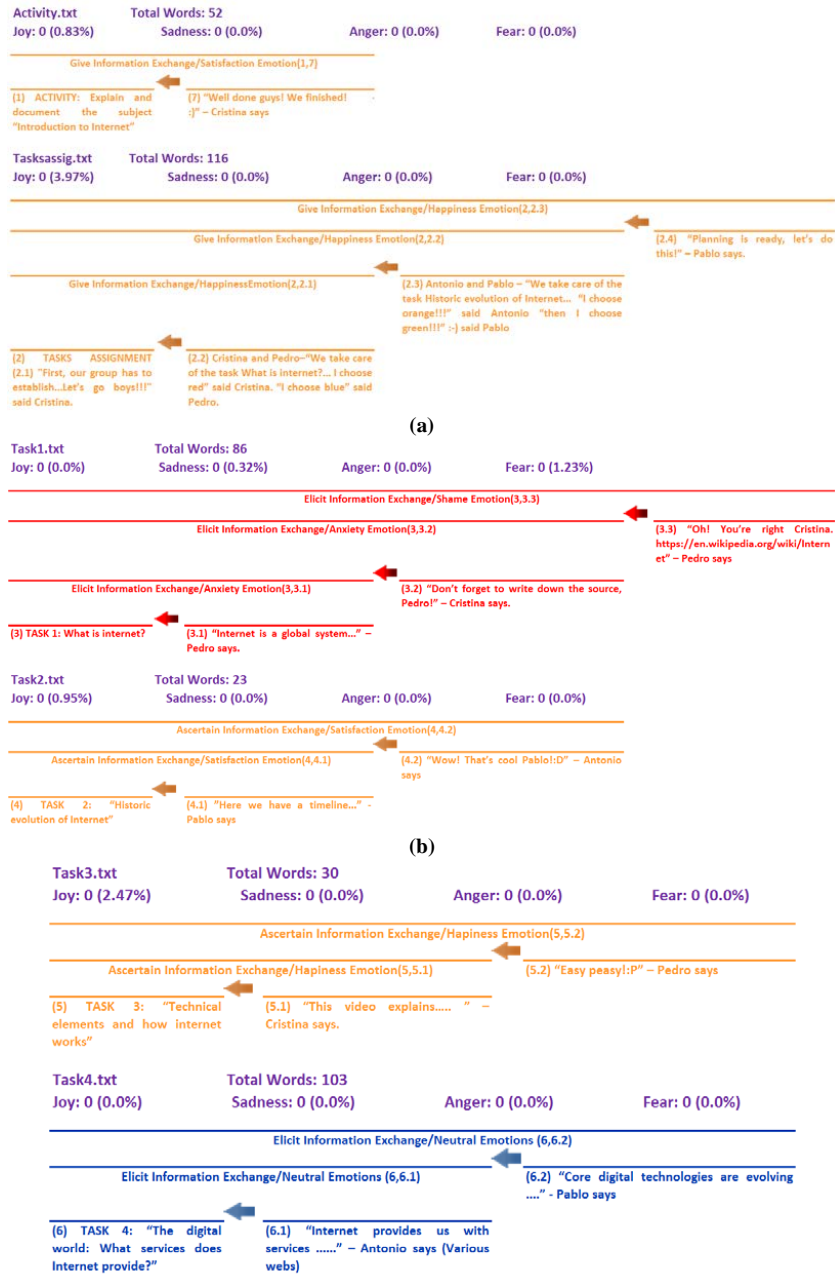 Activity.txt Total Words: 52
Joy: 0 (0.83%) Sadness: 0 (0.0%) Anger: 0 (0.0%) Fear: 0 (0.0%)
Give Information Exchange/Satisfaction Emotion(1,7)
(1) ACTIVITY: Explain and
document the subject
"Introduction to Internet"
(7) "Well done guys! We finished!
:)" – Cristina says
Tasksassig.txt Total Words: 116
Joy: 0 (3.97%) Sadness: 0 (0.0%) Anger: 0 (0.0%) Fear: 0 (0.0%)
Give Information Exchange/Happiness Emotion(2,2.3)
Give Information Exchange/Happiness Emotion(2,2.2)
(2.4) "Planning is ready, let's do
this!" – Pablo says.
Give Information Exchange/HappinessEmotion(2,2.1)
(2.3) Antonio and Pablo – "We take care of the
task Historic evolution of Internet... "I choose
orange!!!" said Antonio "then I choose
green!!!" :-) said Pablo
(2) TASKS ASSIGNMENT
(2.1) "First, our group has to
establish...Let's go boys!!!"
said Cristina.
(2.2) Cristina and Pedro–"We take care
of the task What is internet?... I choose
red" said Cristina. "I choose blue" said
Pedro.
(a)
Task1.txt Total Words: 86
Joy: 0 (0.0%) Sadness: 0 (0.32%) Anger: 0 (0.0%) Fear: 0 (1.23%)
Elicit Information Exchange/Shame Emotion(3,3.3)
Elicit Information Exchange/Anxiety Emotion(3,3.2)
(3.3) "Oh! You're right Cristina.
https://en.wikipedia.org/wiki/Intern
et" – Pedro says
Elicit Information Exchange/Anxiety Emotion(3,3.1)
(3.2) "Don't forget to write down the source,
Pedro!" – Cristina says.
(3) TASK 1: What is internet?
(3.1) "Internet is a global system..." –
Pedro says.
Task2.txt Total Words: 23
Joy: 0 (0.95%) Sadness: 0 (0.0%) Anger: 0 (0.0%) Fear: 0 (0.0%)
Ascertain Information Exchange/Satisfaction Emotion(4,4.2)
Ascertain Information Exchange/Satisfaction Emotion(4,4.1)
(4.2) "Wow! That's cool Pablo!:D" – Antonio
says
(4) TASK 2: "Historic
evolution of Internet"
(4.1) "Here we have a timeline..." -
Pablo says
(b)
Task3.txt Total Words: 30
Joy: 0 (2.47%) Sadness: 0 (0.0%) Anger: 0 (0.0%) Fear: 0 (0.0%)
Ascertain Information Exchange/Hapiness Emotion(5,5.2)
Ascertain Information Exchange/Hapiness Emotion(5,5.1)
(5.2) "Easy peasy!:P" – Pedro says
(5) TASK 3: "Technical
elements and how internet
works"
(5.1) "This video explains..... " –
Cristina says.
Task4.txt Total Words: 103
Joy: 0 (0.0%) Sadness: 0 (0.0%) Anger: 0 (0.0%) Fear: 0 (0.0%)
Elicit Information Exchange/Neutral Emotions (6,6.2)
Elicit Information Exchange/Neutral Emotions (6,6.1)
(6.2) "Core digital technologies are evolving
...." - Pablo says
(6) TASK 4: "The digital
world: What services does
Internet provide?"
(6.1) "Internet provides us with
services ......" – Antonio says (Various
webs)